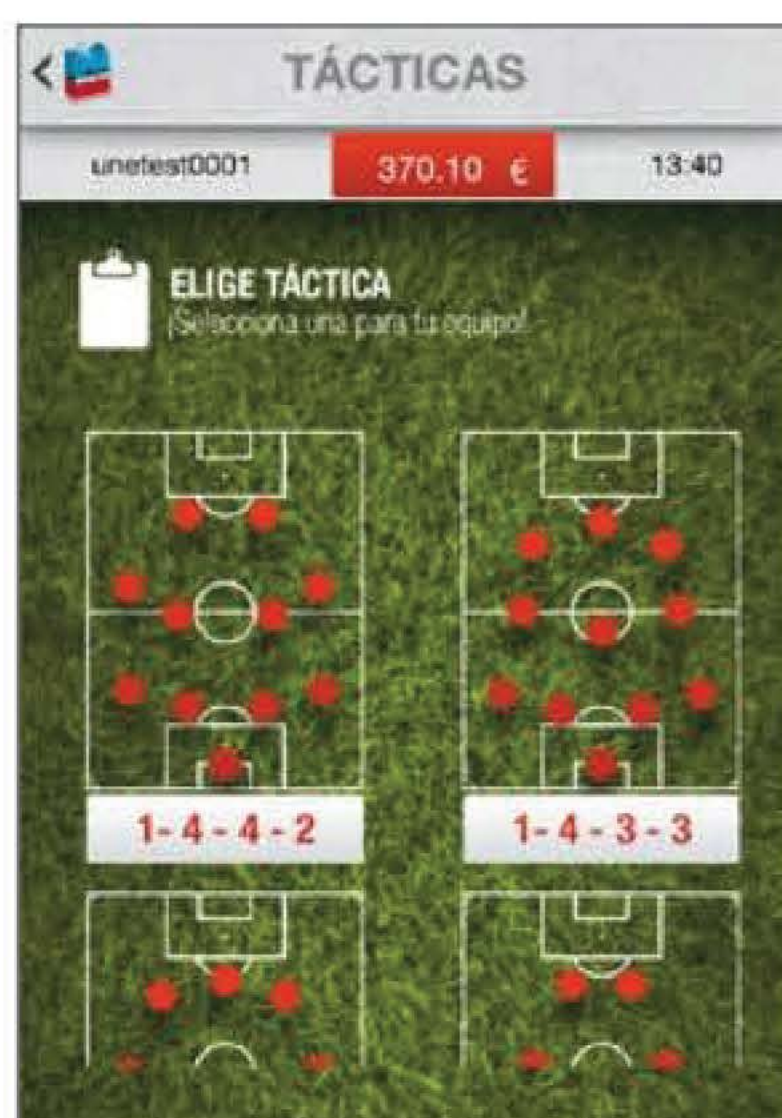 TÁCTICAS
unetest0001 370.10 € 13:40
ELIGE TÁCTICA
¡Selecciona una para tu equipo!
1- 4 - 4 - 2
1- 4 - 3 - 3